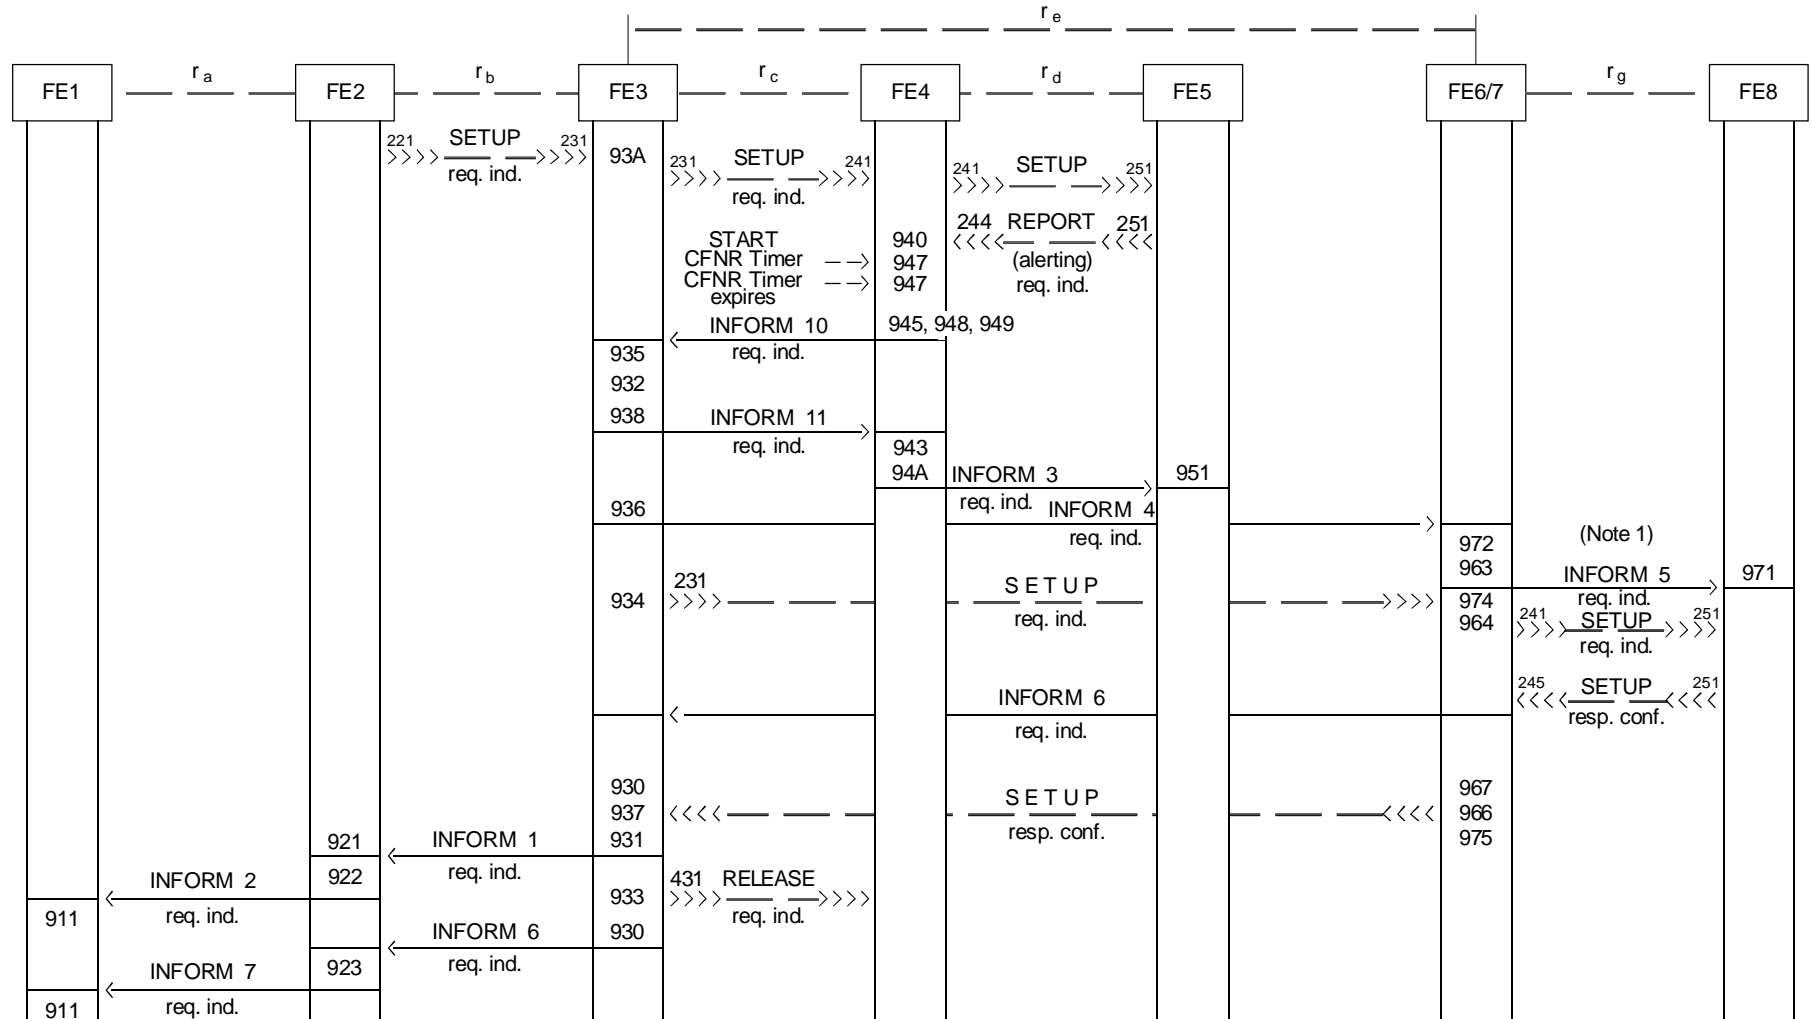 r e
r a
r b
r c
r d
r g
FE1
FE2
FE3
FE4
FE5
FE6/7
FE8
221 SETUP 231
req. ind.
93A
231 SETUP 241
req. ind.
241 SETUP 251
244 REPORT 251
(alerting)
req. ind.
START
CFNR Timer
CFNR Timer
expires
940
947
947
INFORM 10
req. ind.
945, 948, 949
935
932
938
INFORM 11
req. ind.
943
94A
INFORM 3
req. ind.
951
936
INFORM 4
req. ind.
972
963
(Note 1)
INFORM 5
req. ind.
971
934
231
SETUP
req. ind.
974
964
241 SETUP 251
req. ind.
245 SETUP 251
resp. conf.
INFORM 6
req. ind.
930
937
931
SETUP
resp. conf.
967
966
975
921
INFORM 1
req. ind.
922
INFORM 2
req. ind.
911
933
431 RELEASE
req. ind.
930
INFORM 6
req. ind.
923
INFORM 7
req. ind.
911